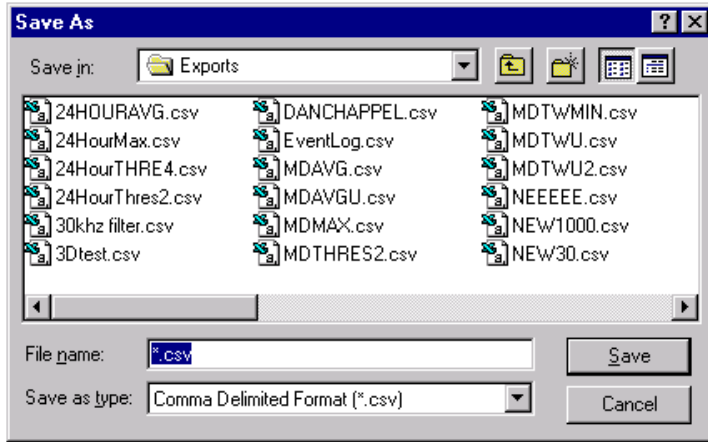 Save As
Save in: Exports
24HOURAVG.csv
24HourMax.csv
24HourTHRE4.csv
24HourThres2.csv
30khz filter.csv
3Dtest.csv
DANCHAPPEL.csv
EventLog.csv
MDAVG.csv
MDAVGU.csv
MDMAX.csv
MDTHRES2.csv
MDTWMIN.csv
MDTWU.csv
MDTWU2.csv
NEEEEE.csv
NEW1000.csv
NEW30.csv
File name: *.csv
Save
Save as type: Comma Delimited Format (*.csv)
Cancel